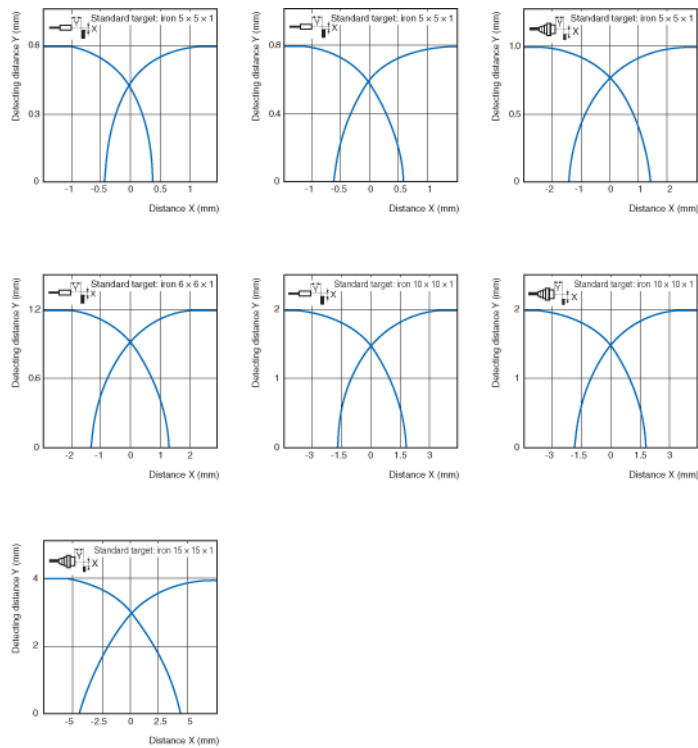 Standard target: iron 5 × 5 × 1
Y
X
Detecting distance Y (mm)
0.6
0.3
0
-1
-0.5
0
0.5
1
Distance X (mm)
Standard target: iron 5 × 5 × 1
Y
X
Detecting distance Y (mm)
0.8
0.4
0
-1
-0.5
0
0.5
1
Distance X (mm)
Standard target: iron 5 × 5 × 1
Y
X
Detecting distance Y (mm)
1.0
0.5
0
-2
-1
0
1
2
Distance X (mm)
Standard target: iron 6 × 6 × 1
Y
X
Detecting distance Y (mm)
1.2
0.6
0
-2
-1
0
1
2
Distance X (mm)
Standard target: iron 10 × 10 × 1
Y
X
Detecting distance Y (mm)
2
1
0
-3
-1.5
0
1.5
3
Distance X (mm)
Standard target: iron 10 × 10 × 1
Y
X
Detecting distance Y (mm)
2
1
0
-3
-1.5
0
1.5
3
Distance X (mm)
Standard target: iron 15 × 15 × 1
Y
X
Detecting distance Y (mm)
4
2
0
-5
-2.5
0
2.5
5
Distance X (mm)